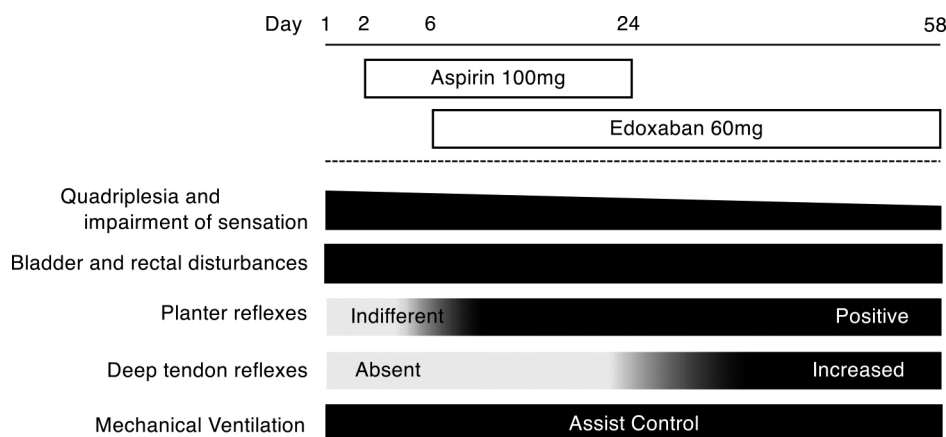 Day 1 2 6 24 58
Aspirin 100mg
Edoxaban 60mg
Quadriplesia and
impairment of sensation
Bladder and rectal disturbances
Planter reflexes Indifferent Positive
Deep tendon reflexes Absent Increased
Mechanical Ventilation Assist Control